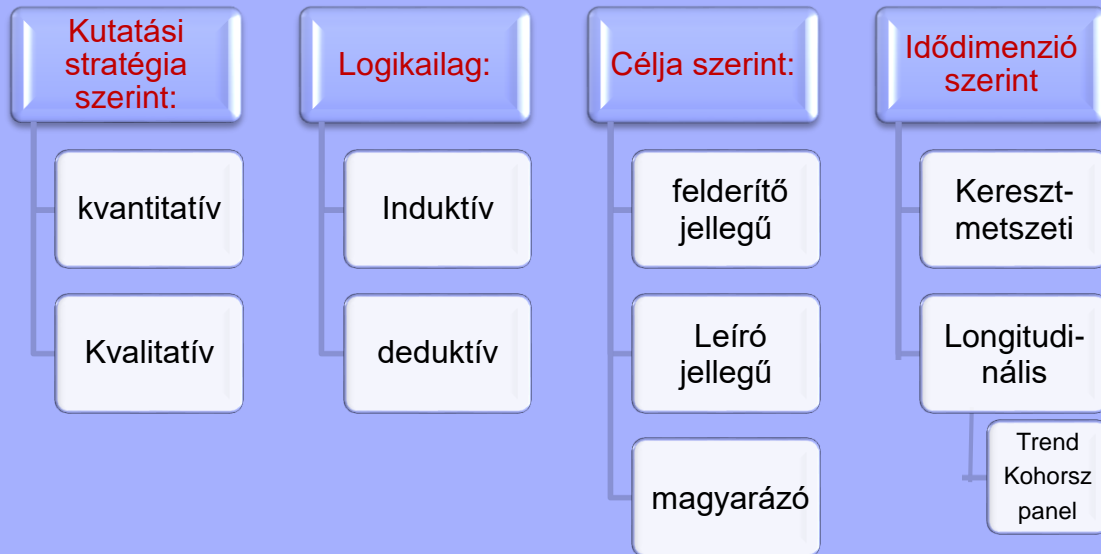 Kutatási
stratégia
szerint:
kvantitatív
Kvalitatív
Logikailag:
Induktív
deduktív
Célja szerint:
felderítő
jellegű
Leíró
jellegű
magyarázó
Idődimenzió
szerint
Kereszt-
metszeti
Longitudi-
nális
Trend
Kohorsz
panel